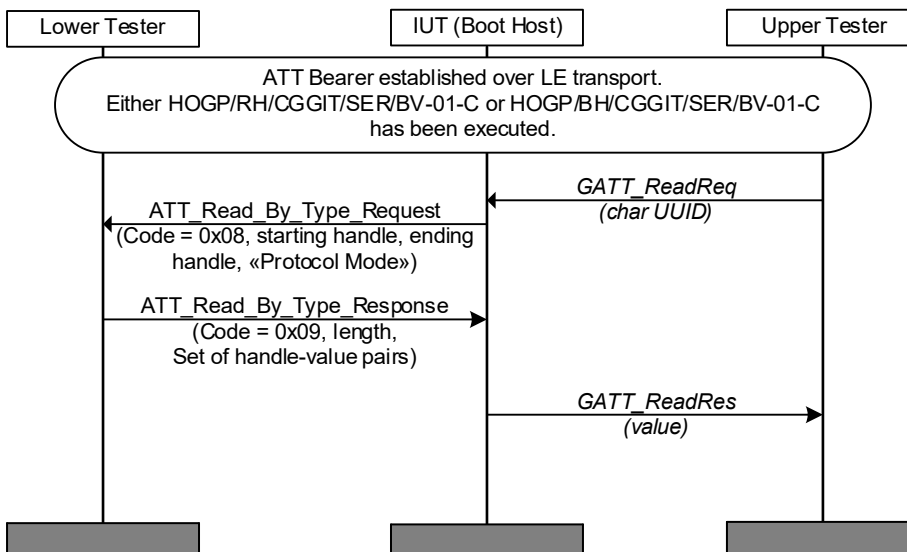 Lower Tester
IUT (Boot Host)
Upper Tester
ATT Bearer established over LE transport.
Either HOGP/RH/CGGIT/SER/BV-01-C or HOGP/BH/CGGIT/SER/BV-01-C
has been executed.
GATT_ReadReq
(char UUID)
ATT_Read_By_Type_Request
(Code = 0x08, starting handle, ending
handle, «Protocol Mode»)
ATT_Read_By_Type_Response
(Code = 0x09, length,
Set of handle-value pairs)
GATT_ReadRes
(value)